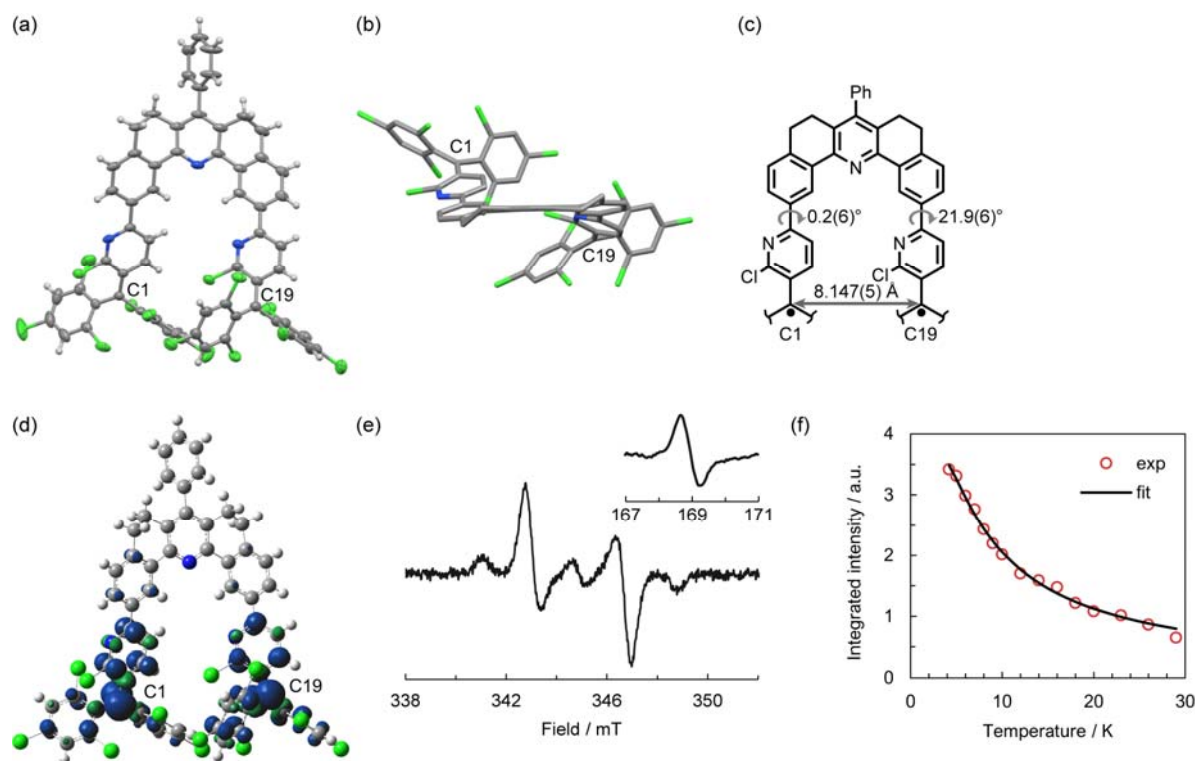 (a)
(b)
(c)
C1
C19
C1
C19
Ph
N
0.2(6)°
21.9(6)°
N
N
Cl
Cl
8.147(5) Å
C1
C19
(d)
(e)
(f)
C1
C19
167 169 171
338 342 346 350
Field / mT
4
3
2
1
0
Integrated intensity / a.u.
exp
fit
0 10 20 30
Temperature / K